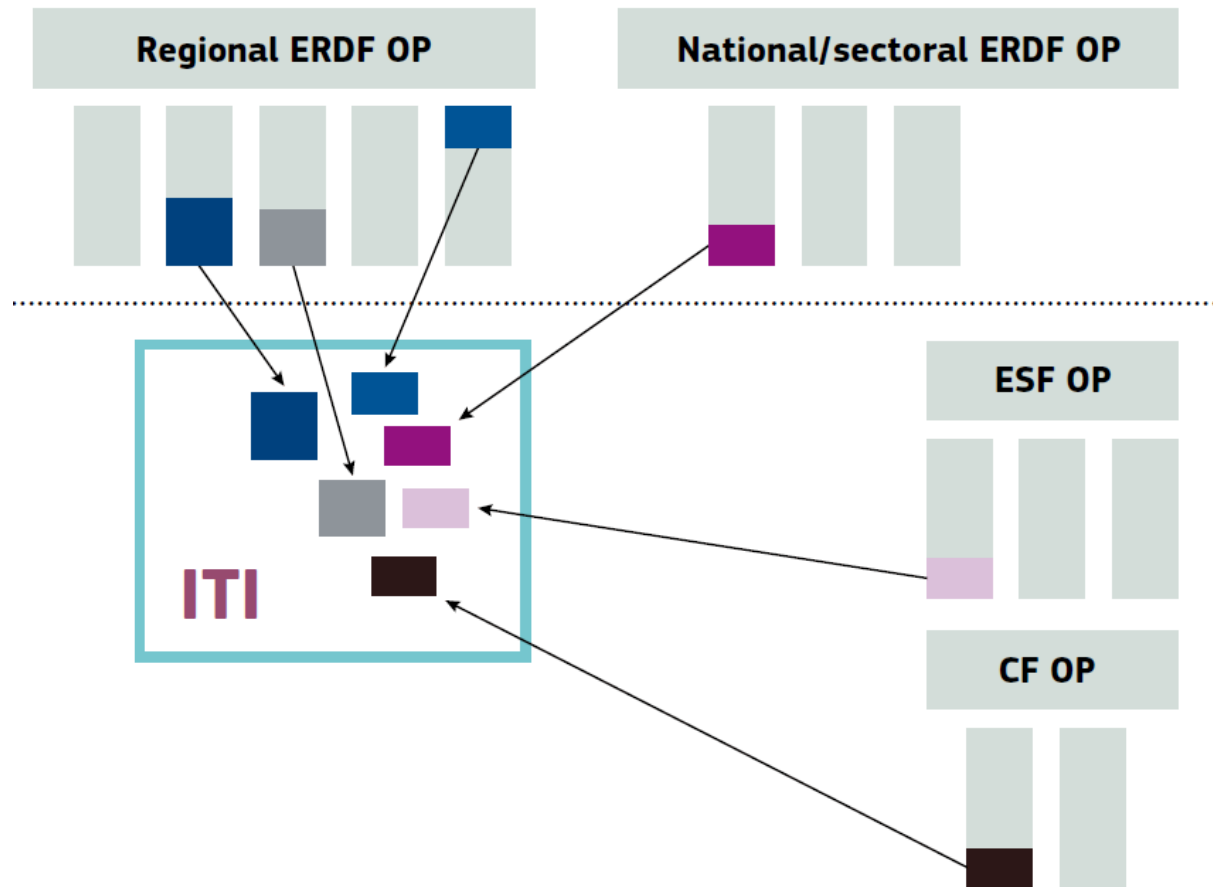 Regional ERDF OP
National/sectoral ERDF OP
ESF OP
ITI
CF OP